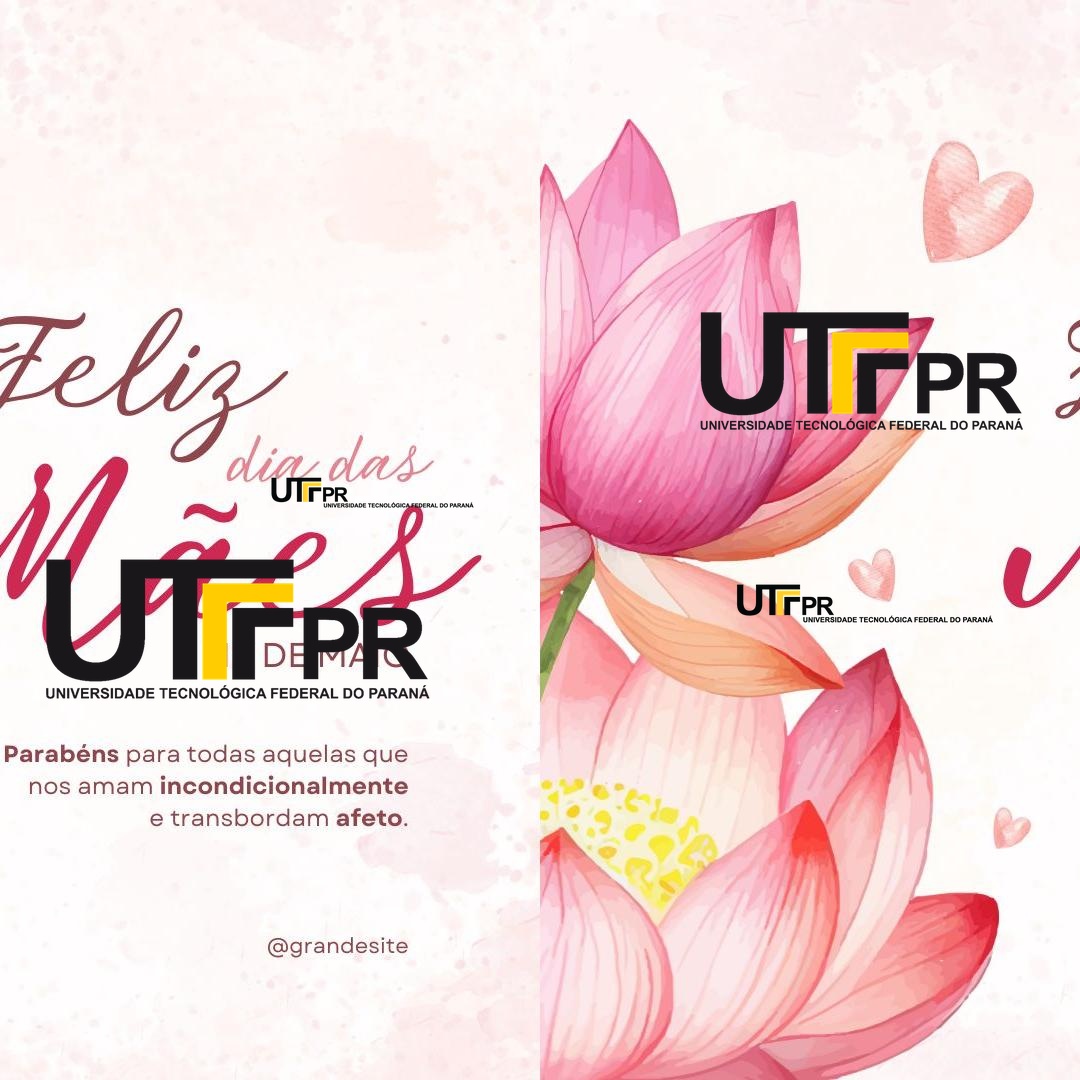 Feliz
dia das
UTFPR
UNIVERSIDADE TECNOLÓGICA FEDERAL DO PARANÁ
Mães
UTFPR
UNIVERSIDADE TECNOLÓGICA FEDERAL DO PARANÁ
DE MAIO
Parabéns para todas aquelas que
nos amam incondicionalmente
e transbordam afeto.
@grandesite
UTFPR
UNIVERSIDADE TECNOLÓGICA FEDERAL DO PARANÁ
UTFPR
UNIVERSIDADE TECNOLÓGICA FEDERAL DO PARANÁ